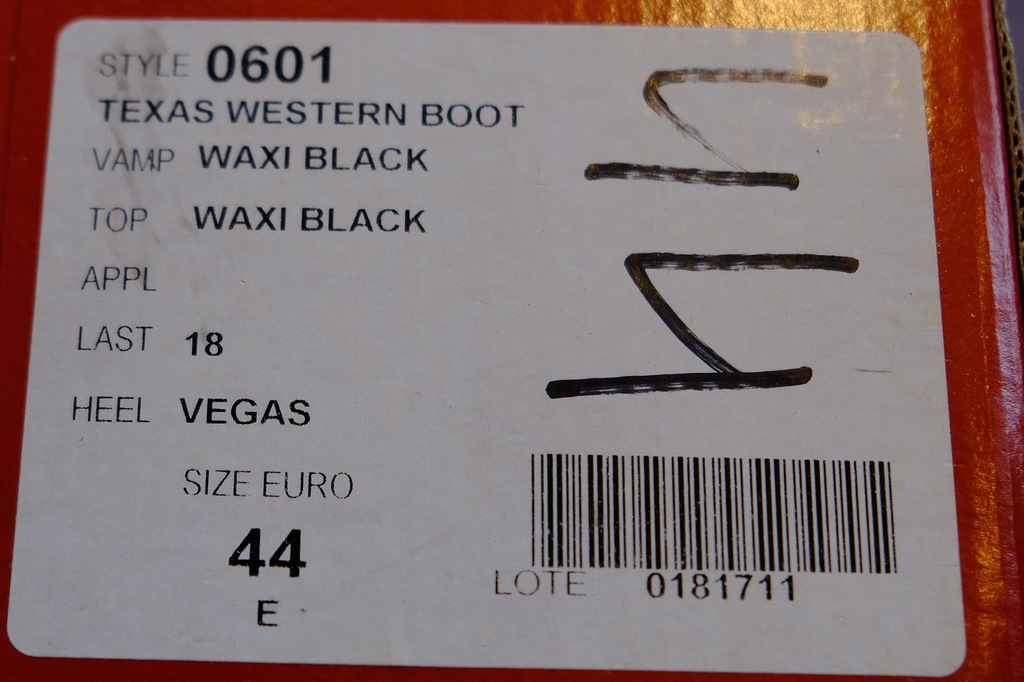 STYLE 0601
TEXAS WESTERN BOOT
VAMP WAXI BLACK
TOP WAXI BLACK
APPL
LAST 18
HEEL VEGAS
SIZE EURO
44
E
LOTE 0181711